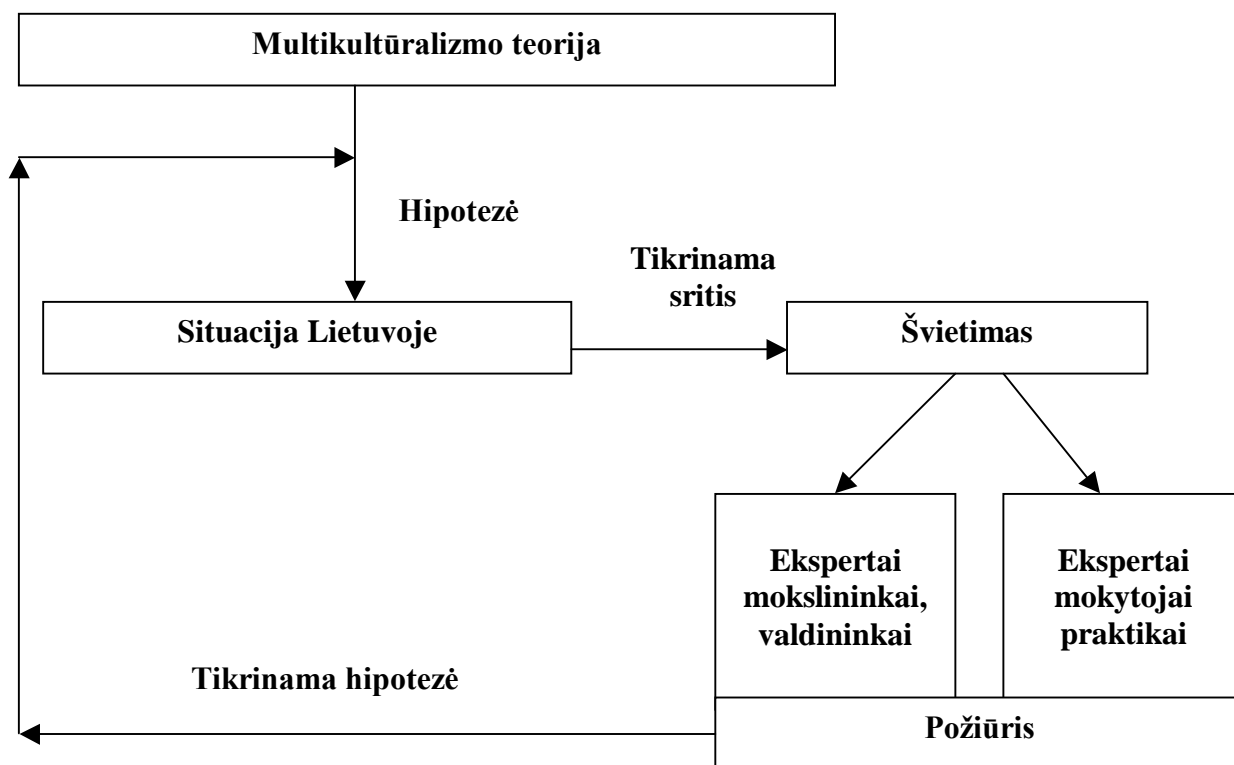 Multikultūralizmo teorija
Hipotezė
Tikrinama
sritis
Situacija Lietuvoje
Švietimas
Ekspertai
mokslininkai,
valdininkai
Ekspertai
mokytojai
praktikai
Tikrinama hipotezė
Požiūris